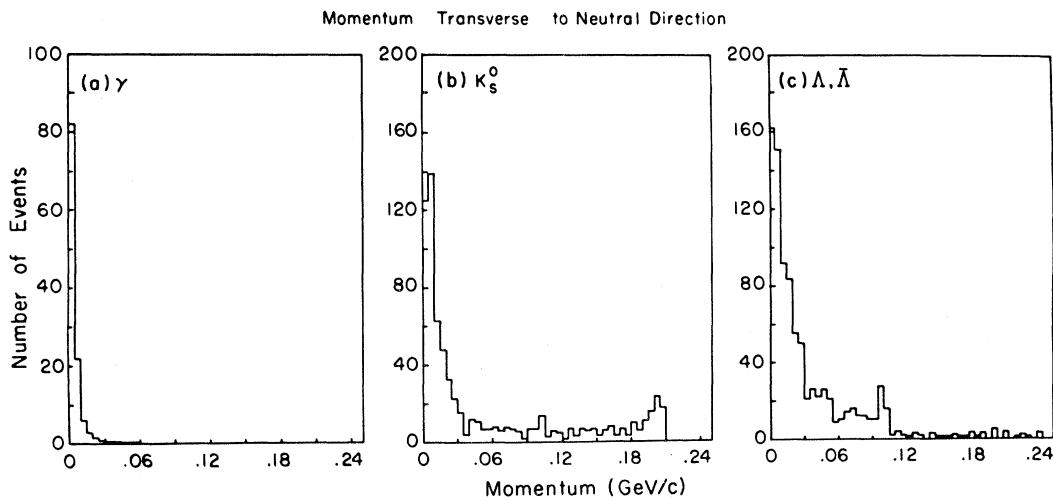 Momentum Transverse to Neutral Direction
Number of Events
(a) γ
100
80
60
40
20
0
0 .06 .12 .18 .24
(b) K⁰ₛ
200
160
120
80
40
0
0 .06 .12 .18 .24
(c) Λ, Λ̄
200
160
120
80
40
0
0 .06 .12 .18 .24
Momentum (GeV/c)